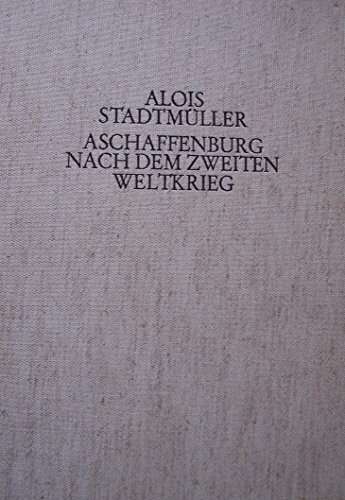 ALOIS
STADTMÜLLER
ASCHAFFENBURG
NACH DEM ZWEITEN
WELTKRIEG